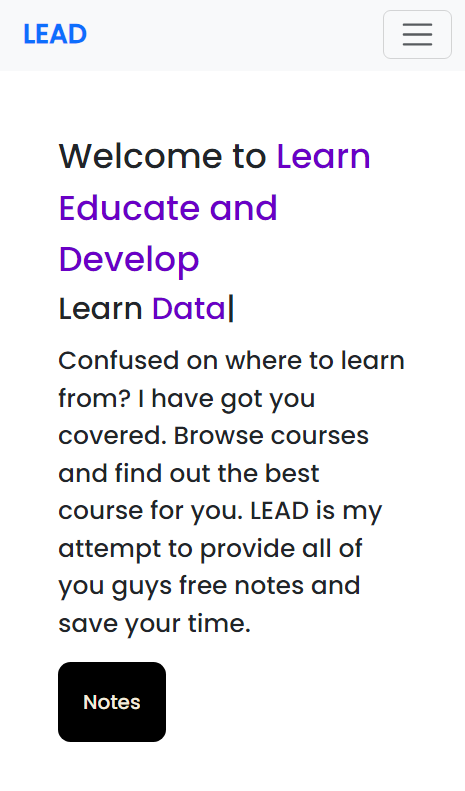 LEAD
Welcome to Learn
Educate and
Develop
Learn Data|
Confused on where to learn
from? I have got you
covered. Browse courses
and find out the best
course for you. LEAD is my
attempt to provide all of
you guys free notes and
save your time.
Notes